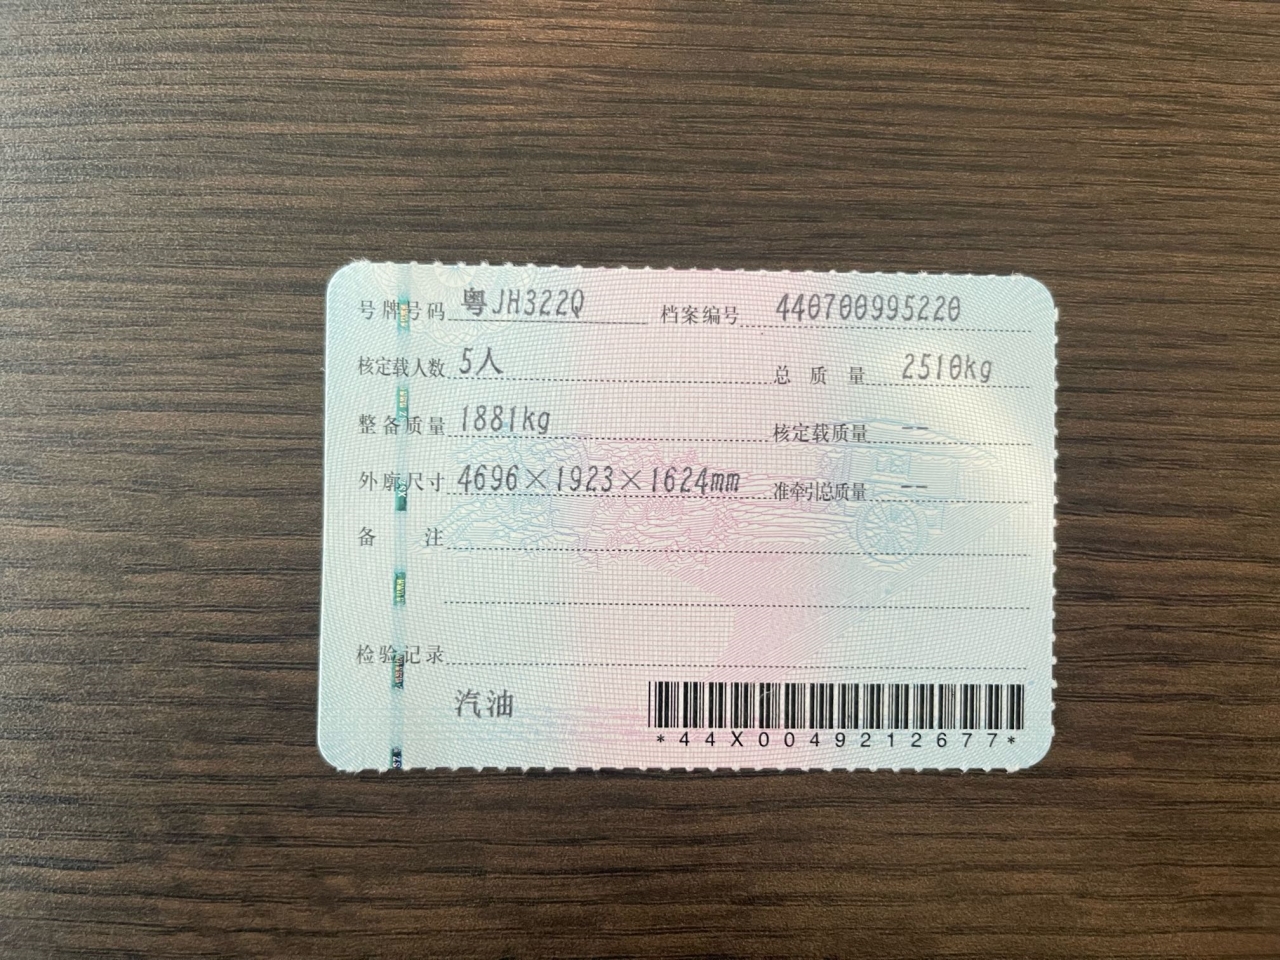 号牌号码 粤JH322Q 档案编号 440700995220
核定载人数 5人 总质量 2510kg
整备质量 1881kg 核定载质量 --
外廓尺寸 4696×1923×1624mm 准牵引总质量 --
备注
检验记录
汽油
*44X0049212677*